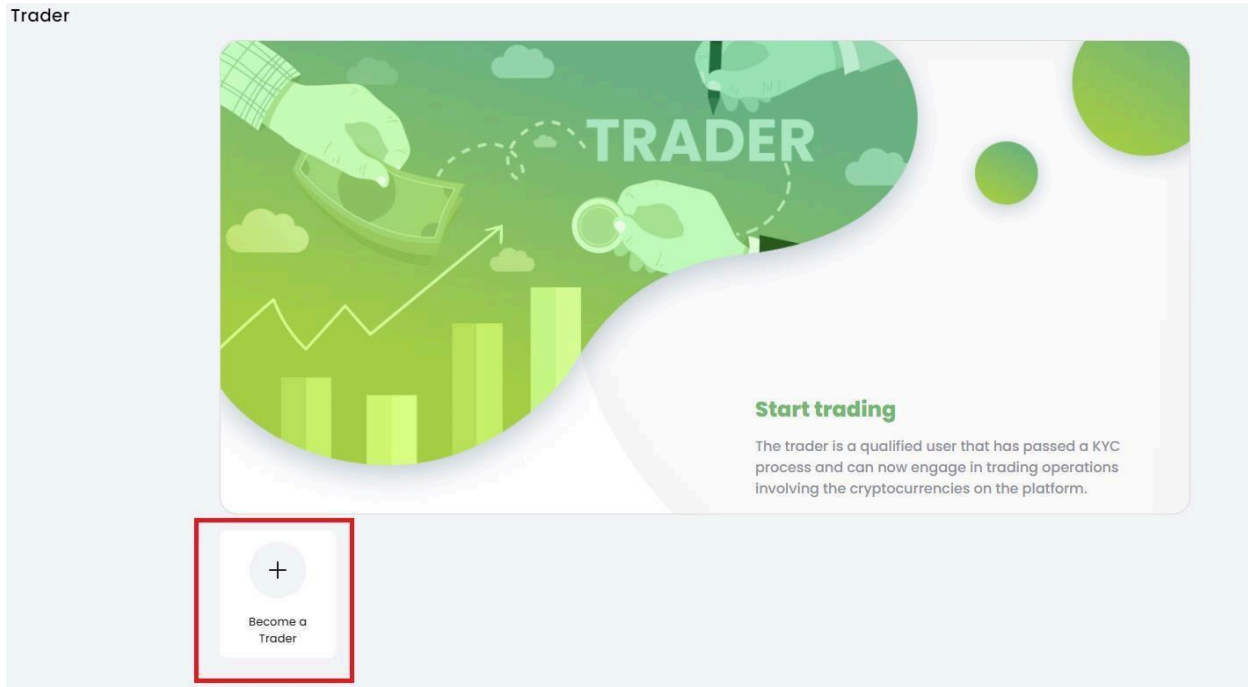 Trader
TRADER
Start trading
The trader is a qualified user that has passed a KYC
process and can now engage in trading operations
involving the cryptocurrencies on the platform.
Become a
Trader